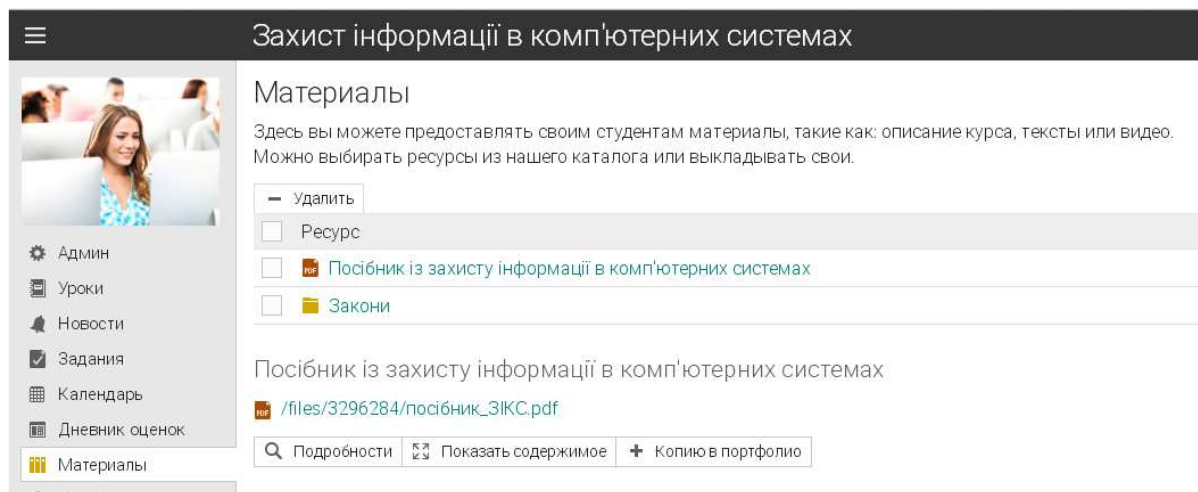 Захист інформації в комп'ютерних системах
Админ
Уроки
Новости
Задания
Календарь
Дневник оценок
Материалы
Материалы
Здесь вы можете предоставлять своим студентам материалы, такие как: описание курса, тексты или видео.
Можно выбирать ресурсы из нашего каталога или выкладывать свои.
Удалить
Ресурс
PDF Посібник із захисту інформації в комп'ютерних системах
Закони
Посібник із захисту інформації в комп'ютерних системах
PDF /files/3296284/посібник_ЗІКС.pdf
Подробности Показать содержимое Копию в портфолио